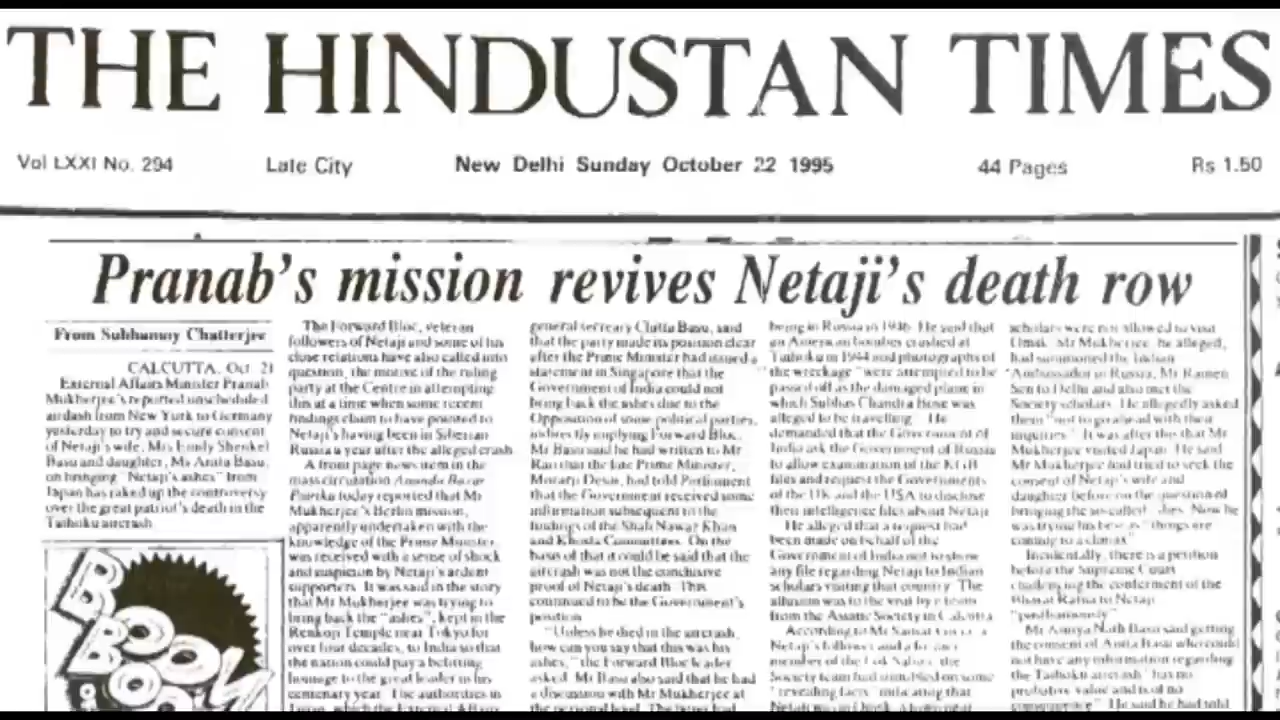 THE HINDUSTAN TIMES
Vol LXXI No. 294 Late City New Delhi Sunday October 22 1995 44 Pages Rs 1.50
Pranab's mission revives Netaji's death row
From Subhamoy Chatterjee
CALCUTTA, Oct. 21
External Affairs Minister Pranab
Mukherjee's reported unscheduled
airdash from New York to Germany
yesterday to try and secure consent
of Netaji's wife, Mrs Emily Shenkel
Basu and daughter, Ms Anita Basu,
on bringing "Netaji's ashes" from
Japan has raked up the controversy
over the great patriot's death in the
Taihoku aircrash.
BOOM
BOOM
The Forward Bloc, veteran
followers of Netaji and some of his
close relations have also called into
question, the motive of the ruling
party at the Centre in attempting
this at a time when some recent
findings claim to have pointed to
Netaji's having been in Siberian
Russia a year after the alleged crash.
A front page news item in the
mass circulation Ananda Bazar
Patrika today reported that Mr
Mukherjee's Berlin mission,
apparently undertaken with the
knowledge of the Prime Minister,
was received with a sense of shock
and suspicion by Netaji's ardent
supporters. It was said in the story
that Mr Mukherjee was trying to
bring back the "ashes", kept in the
Renkoji Temple near Tokyo for
over four decades, to India so that
the nation could pay a befitting
homage to the great leader in his
centenary year. The authorities in
Japan, which the External Affairs
general secretary Chitta Basu, said
that the party made its position clear
after the Prime Minister had issued a
statement in Singapore that the
Government of India could not
bring back the ashes due to the
Opposition of some political parties,
indirectly implying Forward Bloc.
Mr Basu said he had written to Mr
Rao that the late Prime Minister,
Morarji Desai, had told Parliament
that the Government received some
information subsequent to the
findings of the Shah Nawaz Khan
and Khosla Committees. On the
basis of that it could be said that the
aircrash was not the conclusive
proof of Netaji's death. This
continued to be the Government's
position.
"Unless he died in the aircrash,
how can you say that this was his
ashes," the Forward Bloc leader
asked. Mr Basu also said that he had
a discussion with Mr Mukherjee at
the personal level. The latter had
being in Russia in 1946. He said that
an American bomber crashed at
Taihoku in 1944 and photographs of
"the wreckage" were attempted to be
passed off as the damaged plane in
which Subhas Chandra Bose was
alleged to be travelling. He
demanded that the Government of
India ask the Government of Russia
to allow examination of the KGB
files and request the Governments
of the UK and the USA to disclose
their intelligence files about Netaji.
He alleged that a request had
been made on behalf of the
Government of India not to show
any file regarding Netaji to Indian
scholars visiting that country. The
allusion was to the visit by a team
from the Asiatic Society in Calcutta.
According to Mr Samar
Netaji's follower and a former
member of the Lok Sabha, the
Society team had stumbled on some
"revealing facts" indicating that
Netaji was in Omsk.
scholars were not allowed to visit
Omsk. Mr Mukherjee, he alleged,
had summoned the Indian
Ambassador in Russia, Mr Ranen
Sen to Delhi and also met the
Society scholars. He allegedly asked
them "not to go ahead with their
inquiries". It was after this that Mr
Mukherjee visited Japan. He said
Mr Mukherjee had tried to seek the
consent of Netaji's wife and
daughter before on the question of
bringing the so called ashes. Now he
was trying his best as "things are
coming to a climax".
Incidentally, there is a petition
before the Supreme Court
challenging the conferment of the
Bharat Ratna to Netaji
"posthumously".
Mr Amiya Nath Basu said getting
the consent of Anita Basu who could
not have any information regarding
the Taihoku aircrash "has no
probative value and is of no
consequence". He said he had told